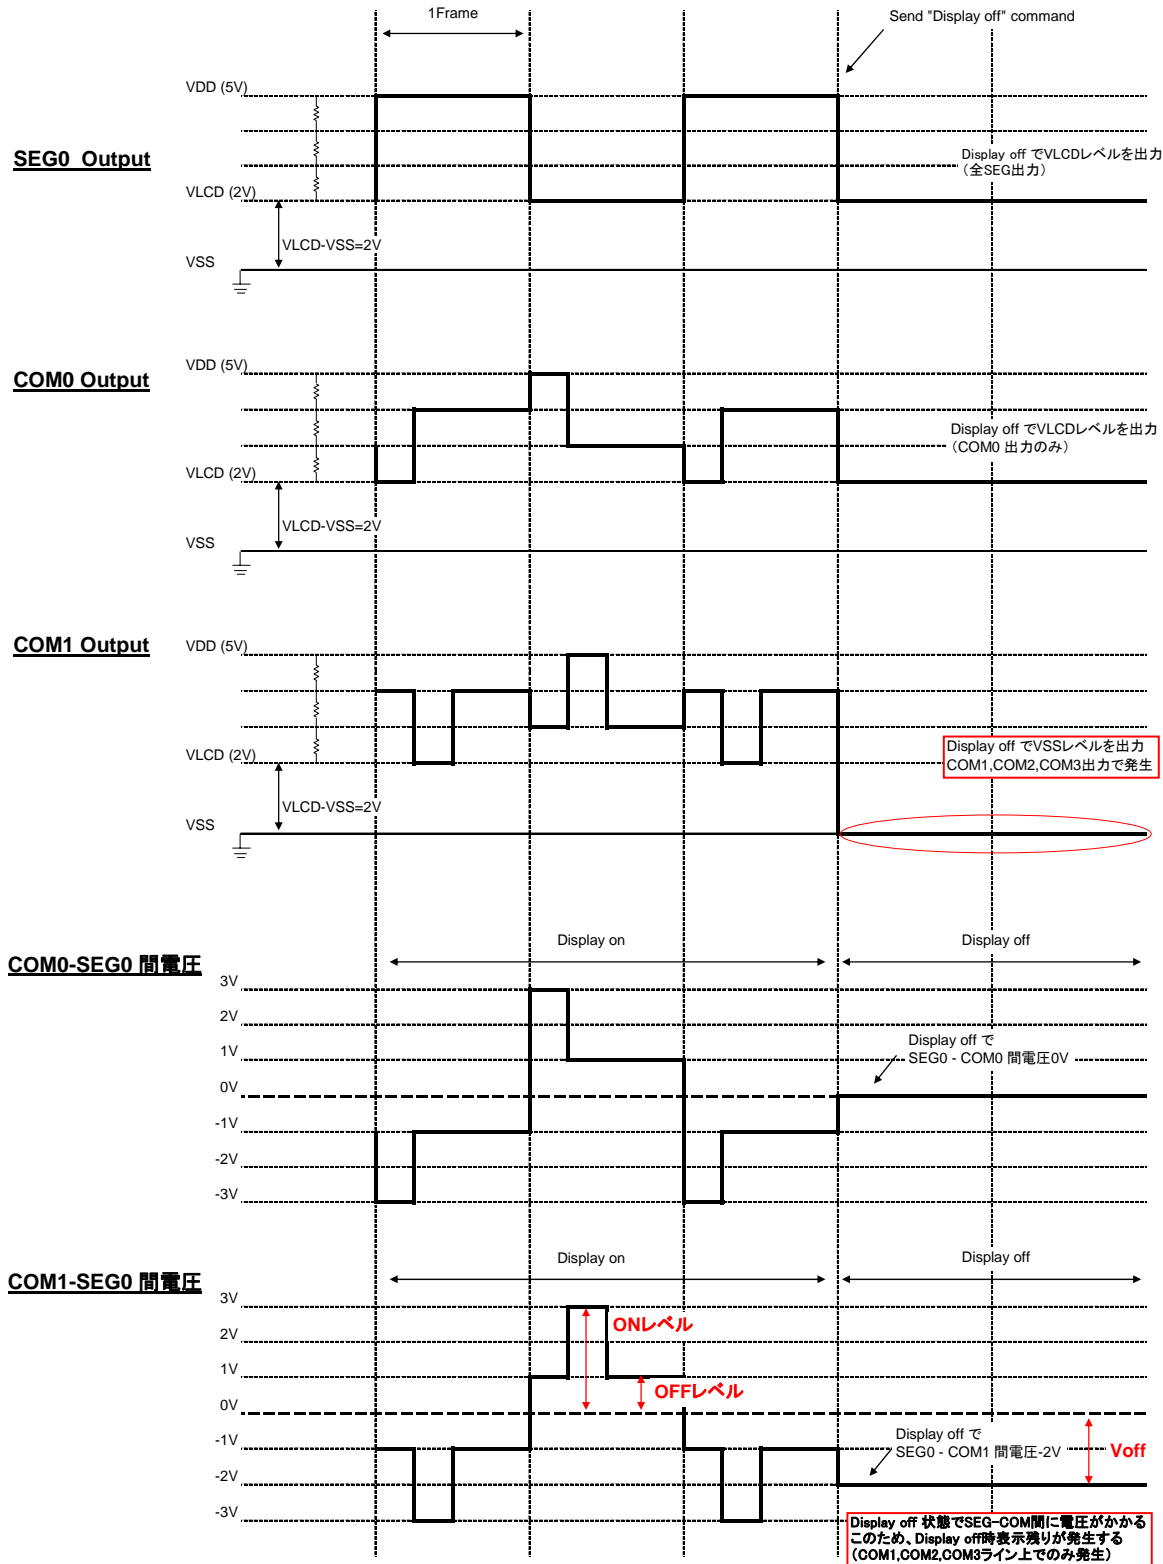 1Frame
Send "Display off" command
VDD (5V)
SEG0 Output
Display off でVLCDレベルを出力
（全SEG出力）
VLCD (2V)
VLCD-VSS=2V
VSS
VDD (5V)
COM0 Output
Display off でVLCDレベルを出力
（COM0 出力のみ）
VLCD (2V)
VLCD-VSS=2V
VSS
COM1 Output
VDD (5V)
Display off でVSSレベルを出力
COM1,COM2,COM3出力で発生
VLCD (2V)
VLCD-VSS=2V
VSS
Display on
Display off
COM0-SEG0 間電圧
3V
2V
1V
Display off で
SEG0 - COM0 間電圧0V
0V
-1V
-2V
-3V
Display on
Display off
COM1-SEG0 間電圧
3V
ONレベル
2V
1V
OFFレベル
0V
Display off で
SEG0 - COM1 間電圧-2V
Voff
-1V
-2V
-3V
Display off 状態でSEG-COM間に電圧がかかる
このため、Display off時表示残りが発生する
（COM1,COM2,COM3ライン上でのみ発生）